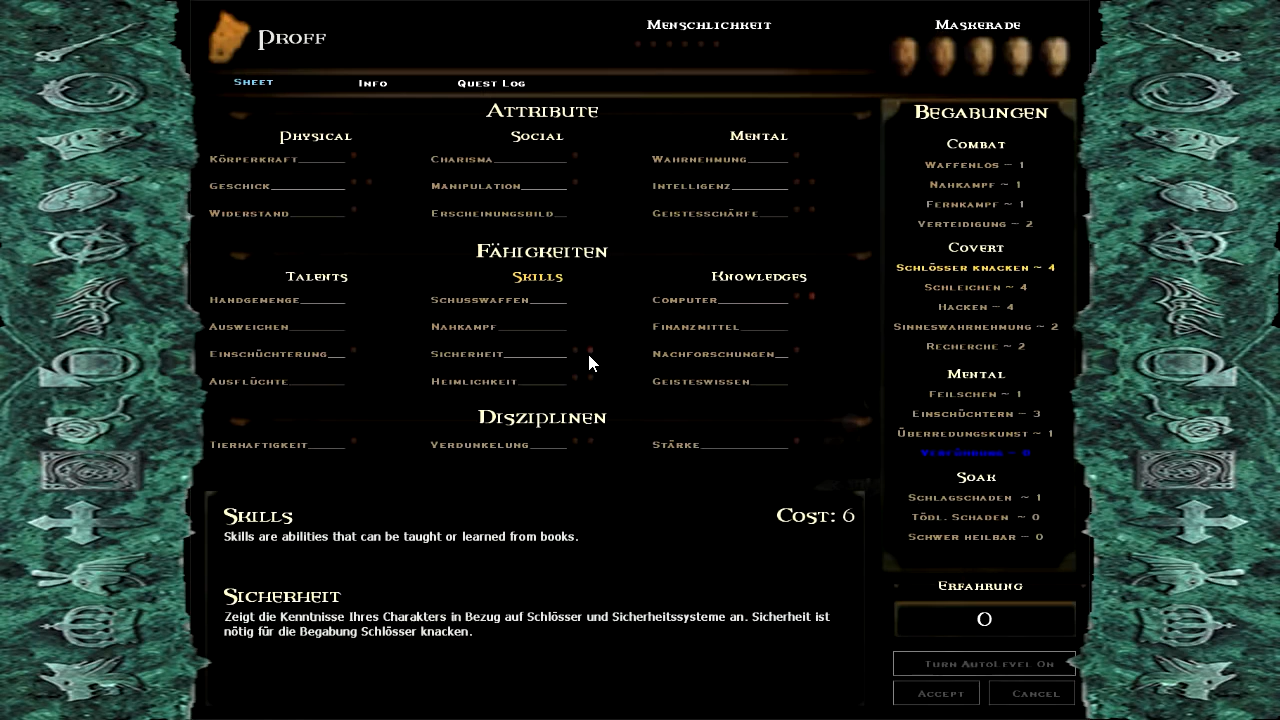 Proff
Menschlichkeit
Maskerade
Sheet Info Quest Log
Attribute
Physical Social Mental
Körperkraft Charisma Wahrnehmung
Geschick Manipulation Intelligenz
Widerstand Erscheinungsbild Geistesschärfe
Fähigkeiten
Talents Skills Knowledges
Handgemenge Schusswaffen Computer
Ausweichen Nahkampf Finanzmittel
Einschüchterung Sicherheit Nachforschungen
Ausflüchte Heimlichkeit Geisteswissen
Disziplinen
Tierhaftigkeit Verdunkelung Stärke
Skills Cost: 6
Skills are abilities that can be taught or learned from books.
Sicherheit
Zeigt die Kenntnisse Ihres Charakters in Bezug auf Schlösser und Sicherheitssysteme an. Sicherheit ist
nötig für die Begabung Schlösser knacken.
Begabungen
Combat
Waffenlos ~ 1
Nahkampf ~ 1
Fernkampf ~ 1
Verteidigung ~ 2
Covert
Schlösser knacken ~ 4
Schleichen ~ 4
Hacken ~ 4
Sinneswahrnehmung ~ 2
Recherche ~ 2
Mental
Feilschen ~ 1
Einschüchtern ~ 3
Überredungskunst ~ 1
Verführung ~ 0
Soak
Schlagschaden ~ 1
Tödl. Schaden ~ 0
Schwer heilbar ~ 0
Erfahrung
0
Turn AutoLevel On
Accept Cancel